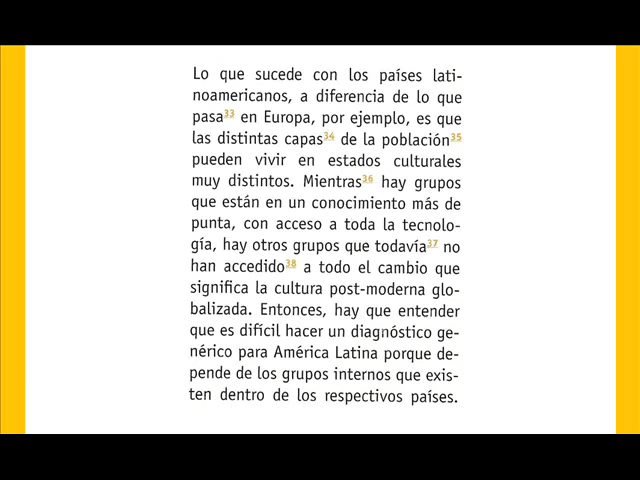 Lo que sucede con los países lati-
noamericanos, a diferencia de lo que
pasa33 en Europa, por ejemplo, es que
las distintas capas34 de la población35
pueden vivir en estados culturales
muy distintos. Mientras36 hay grupos
que están en un conocimiento más de
punta, con acceso a toda la tecnolo-
gía, hay otros grupos que todavía37 no
han accedido38 a todo el cambio que
significa la cultura post-moderna glo-
balizada. Entonces, hay que entender
que es difícil hacer un diagnóstico ge-
nérico para América Latina porque de-
pende de los grupos internos que exis-
ten dentro de los respectivos países.